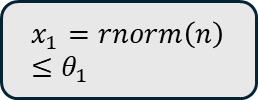 x₁ = rnorm(n)
≤ θ₁